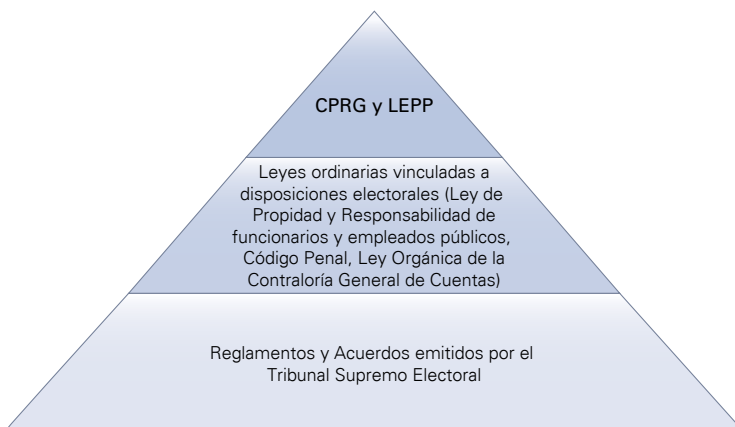 CPRG y LEPP
Leyes ordinarias vinculadas a
disposiciones electorales (Ley de
Propidad y Responsabilidad de
funcionarios y empleados públicos,
Código Penal, Ley Orgánica de la
Contraloría General de Cuentas)
Reglamentos y Acuerdos emitidos por el
Tribunal Supremo Electoral